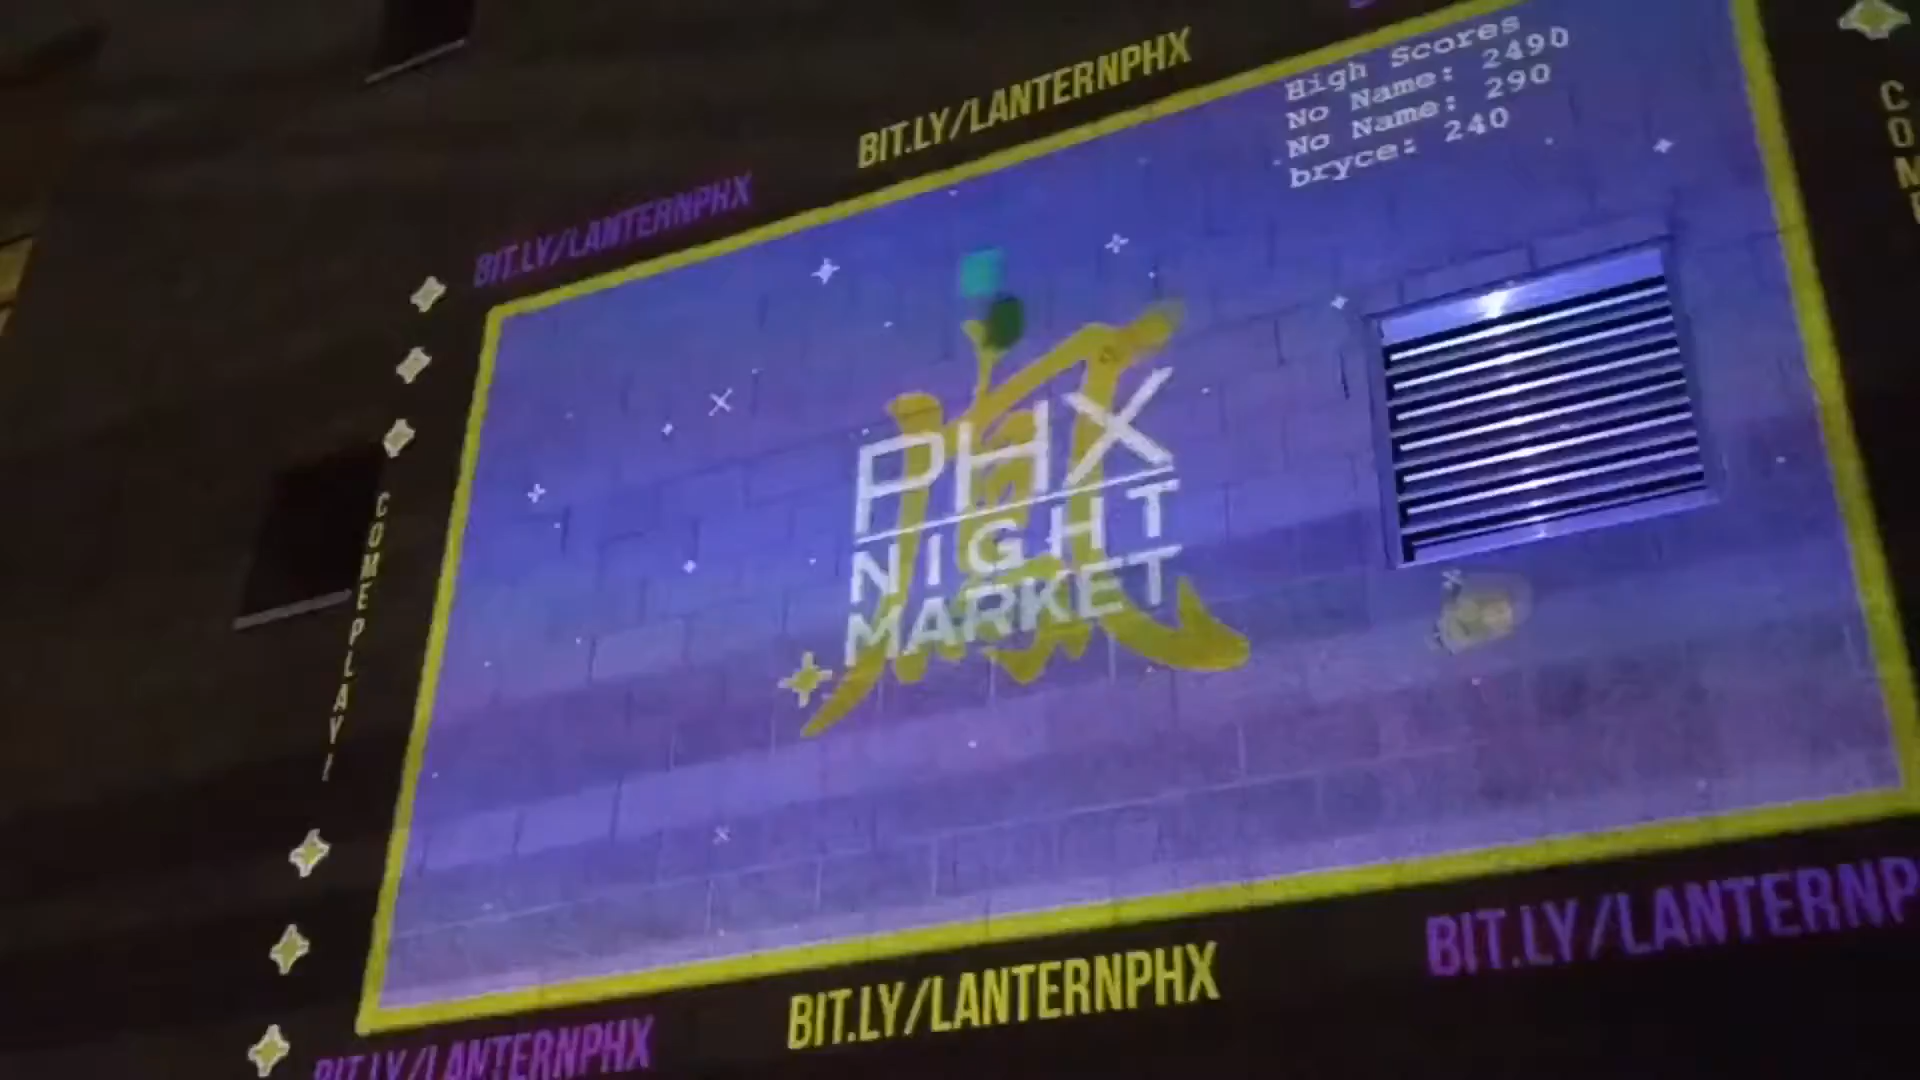 BIT.LY/LANTERNPHX
BIT.LY/LANTERNPHX
High Scores
No Name: 2490
No Name: 290
bryce: 240
PHX
NIGHT
MARKET
COME PLAY!
COME
BIT.LY/LANTERNPHX
BIT.LY/LANTERNPHX
BIT.LY/LANTERNP